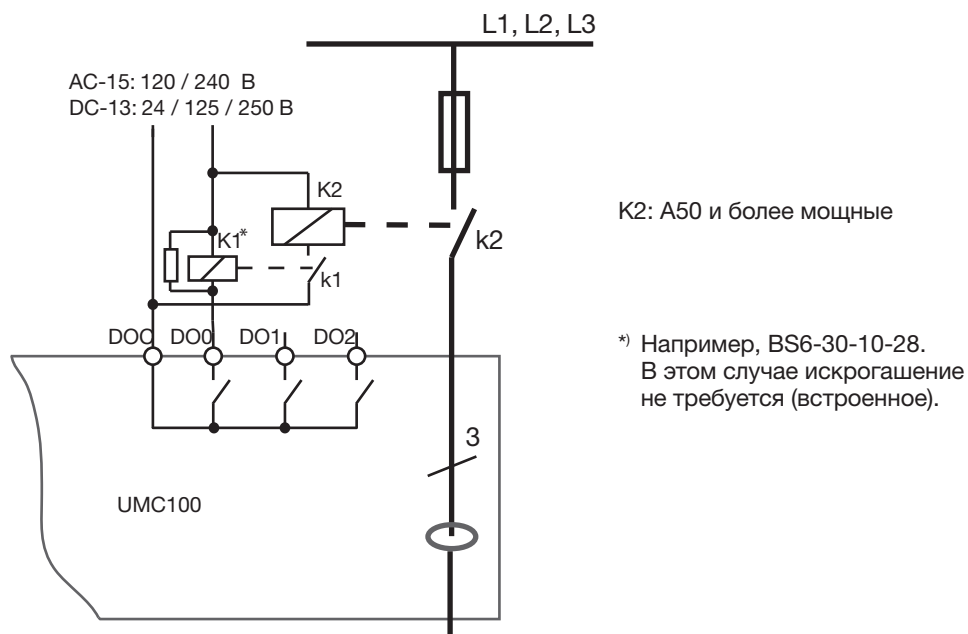 L1, L2, L3
AC-15: 120 / 240 В
DC-13: 24 / 125 / 250 В
K2
K2: A50 и более мощные
k2
K1*
k1
DOC DO0 DO1 DO2
*) Например, BS6-30-10-28.
В этом случае искрогашение
не требуется (встроенное).
3
UMC100